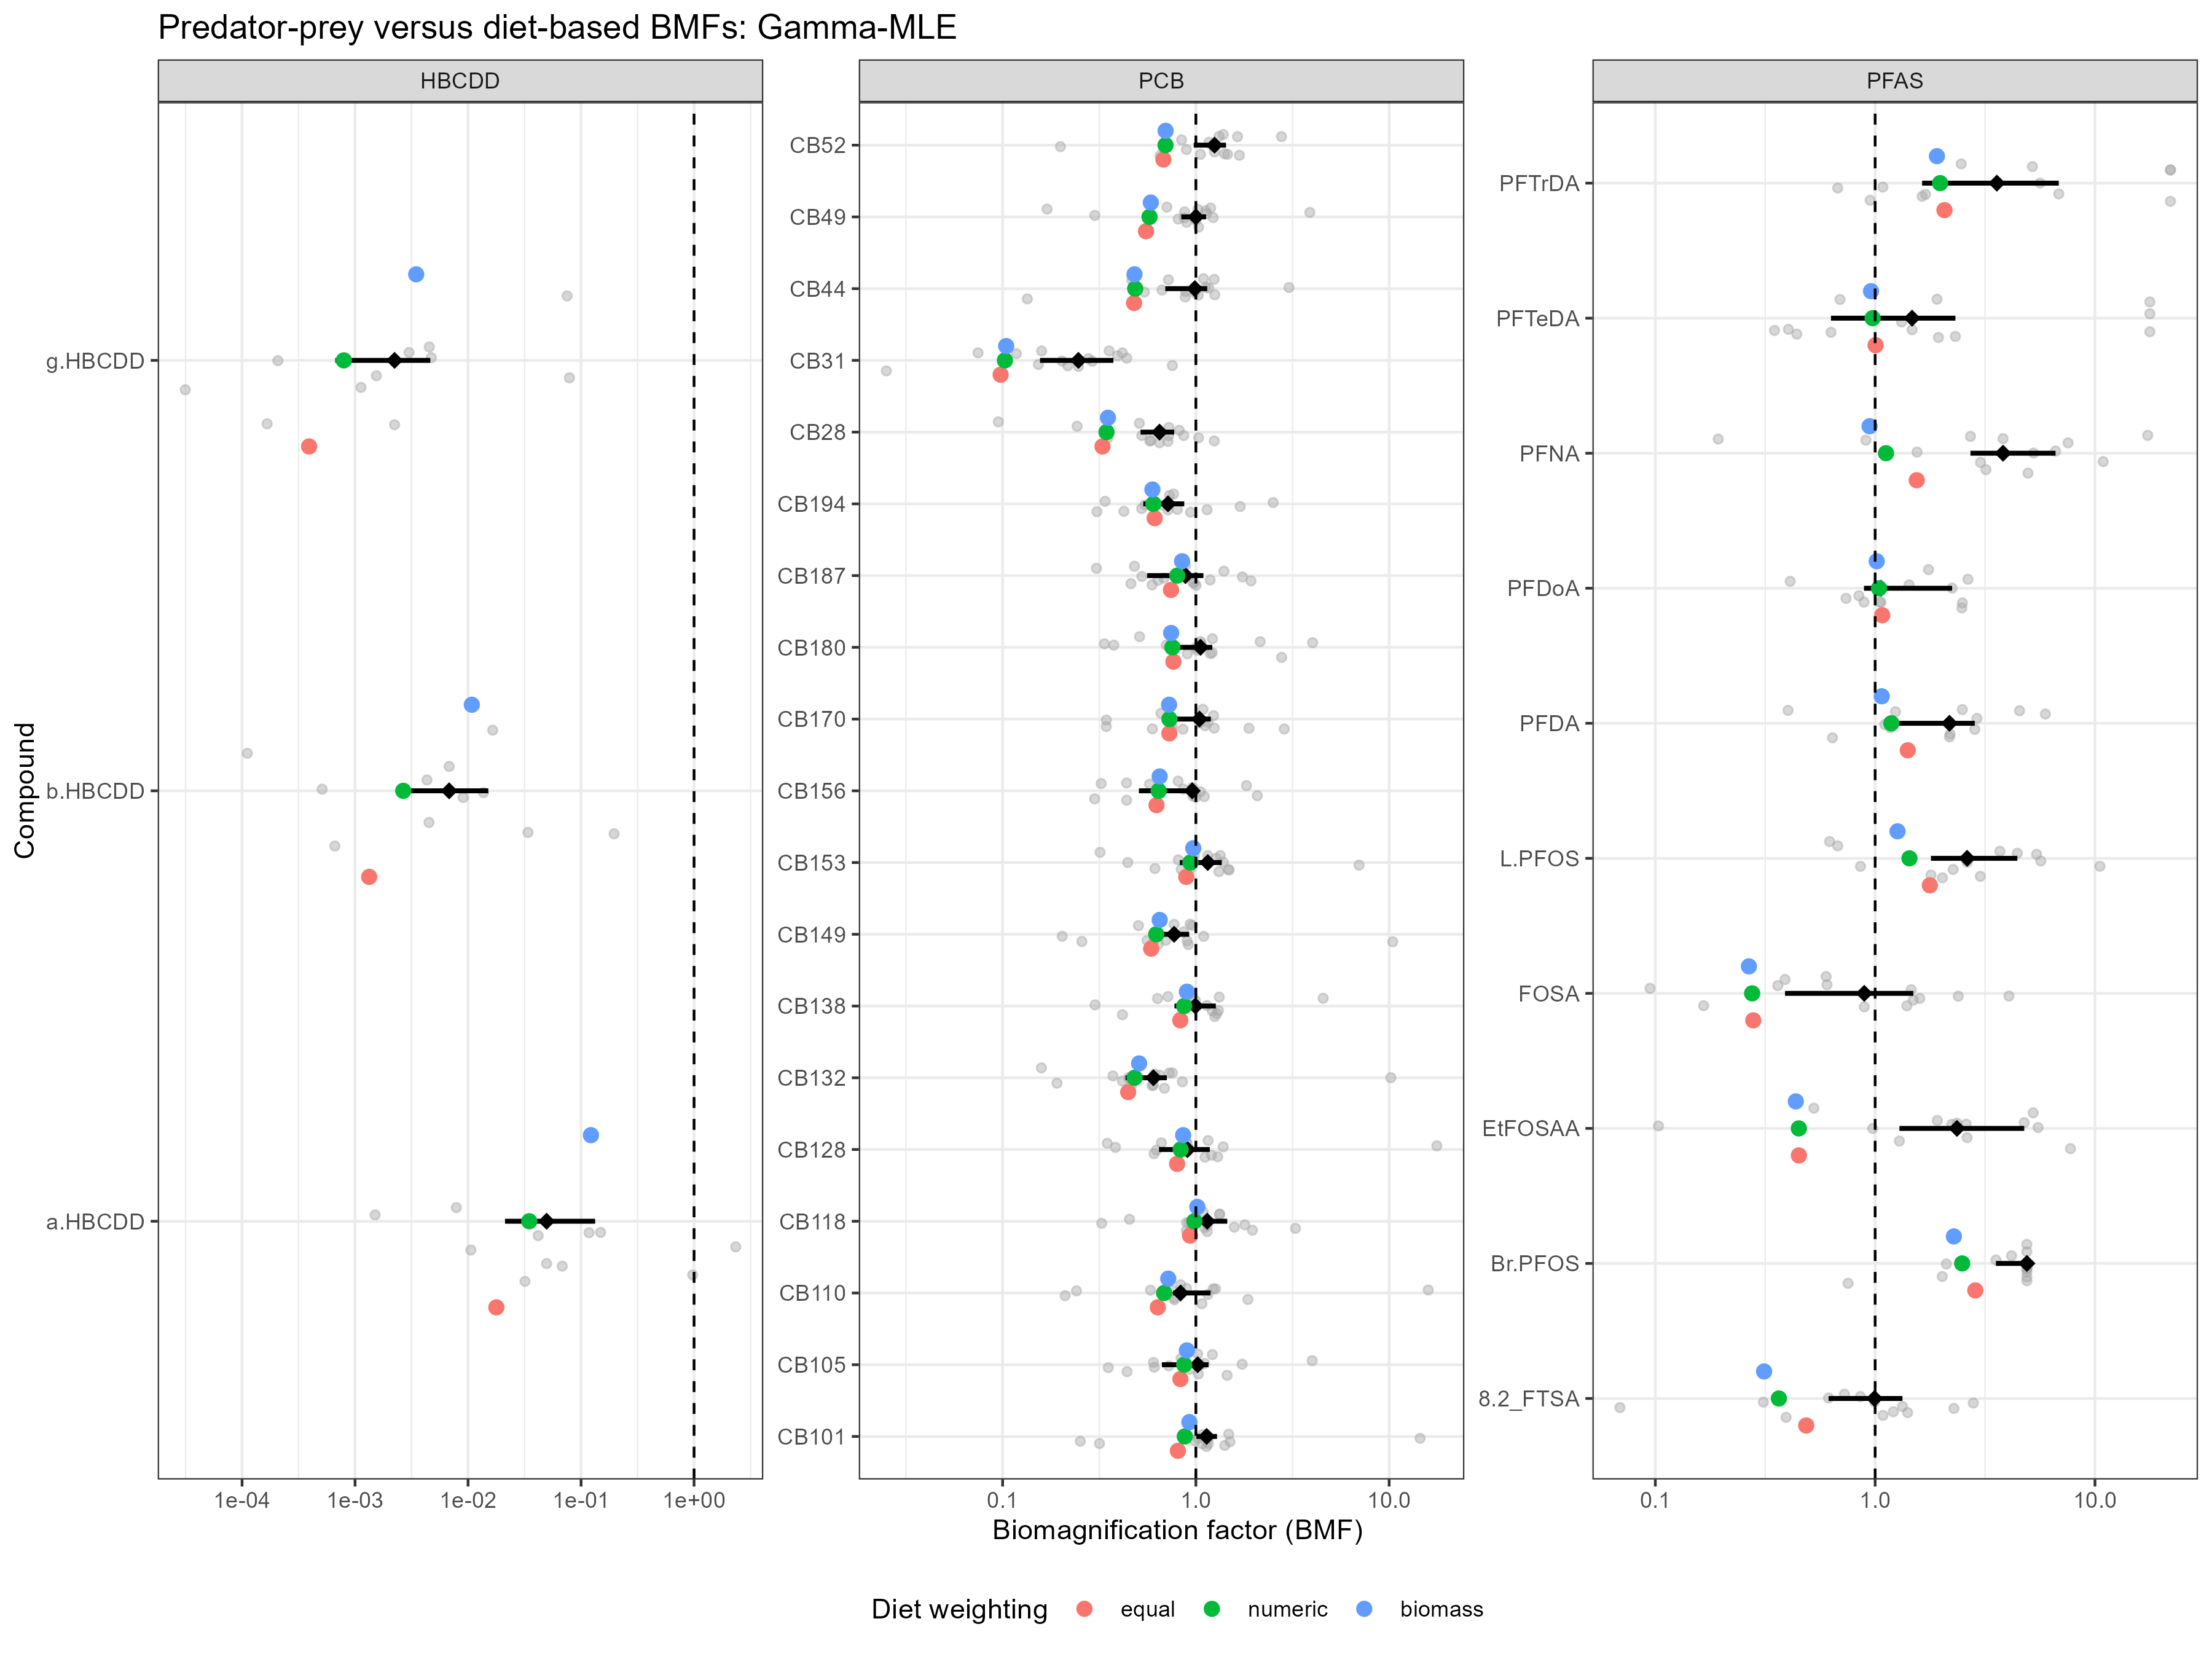 Predator-prey versus diet-based BMFs: Gamma-MLE
HBCDD
PCB
PFAS
Compound
g.HBCDD
b.HBCDD
a.HBCDD
1e-04
1e-03
1e-02
1e-01
1e+00
CB52
CB49
CB44
CB31
CB28
CB194
CB187
CB180
CB170
CB156
CB153
CB149
CB138
CB132
CB128
CB118
CB110
CB105
CB101
0.1
1.0
10.0
PFTrDA
PFTeDA
PFNA
PFDoA
PFDA
L.PFOS
FOSA
EtFOSAA
Br.PFOS
8.2_FTSA
0.1
1.0
10.0
Biomagnification factor (BMF)
Diet weighting equal numeric biomass